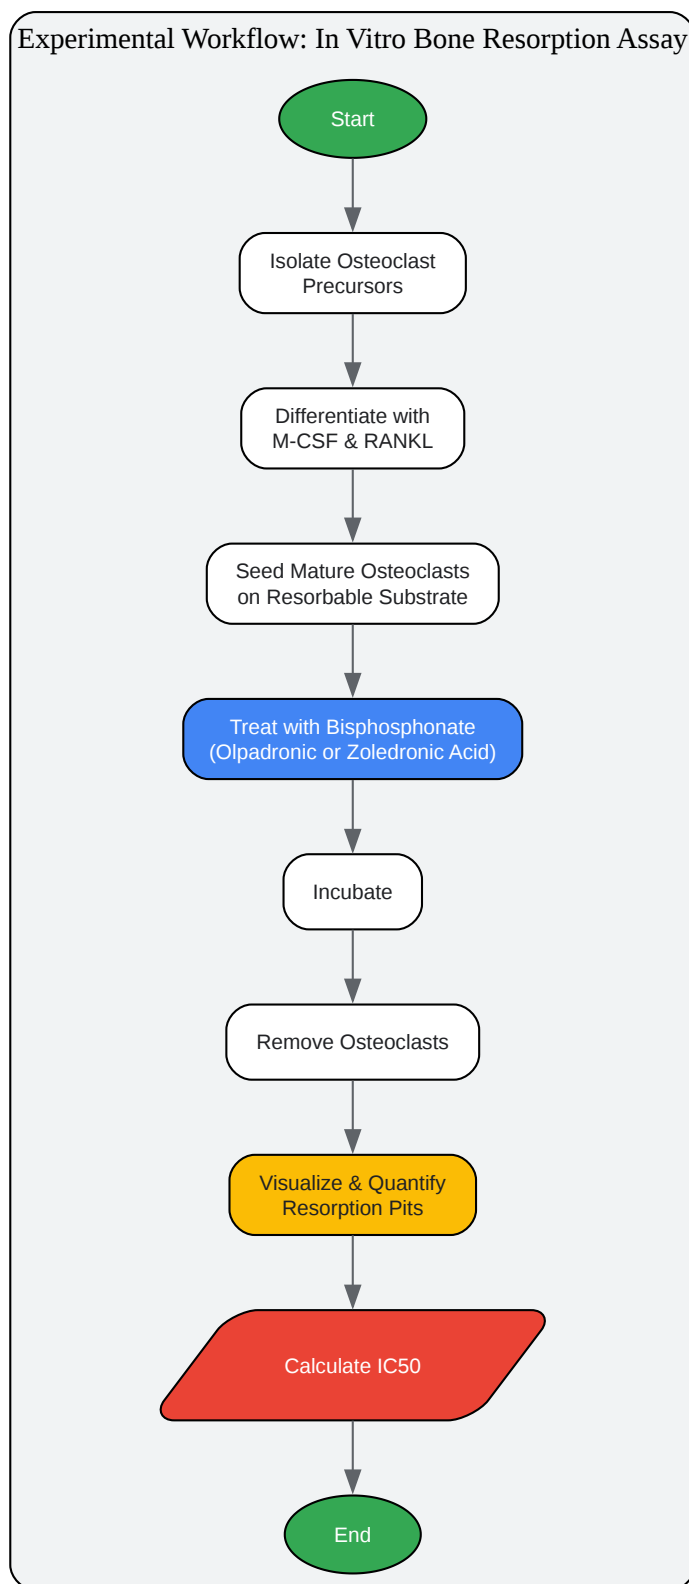 Experimental Workflow: In Vitro Bone Resorption Assay
Start
Isolate Osteoclast
Precursors
Differentiate with
M-CSF & RANKL
Seed Mature Osteoclasts
on Resorbable Substrate
Treat with Bisphosphonate
(Olpadronic or Zoledronic Acid)
Incubate
Remove Osteoclasts
Visualize & Quantify
Resorption Pits
Calculate IC50
End